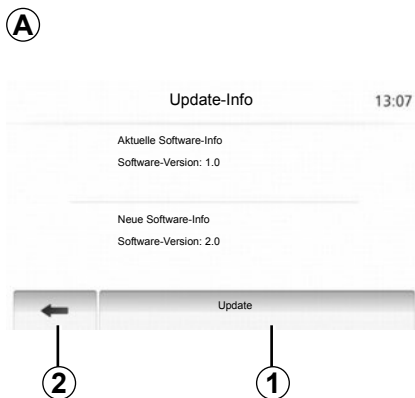 A
Update-Info 13:07
Aktuelle Software-Info
Software-Version: 1.0
Neue Software-Info
Software-Version: 2.0
Update
2 1